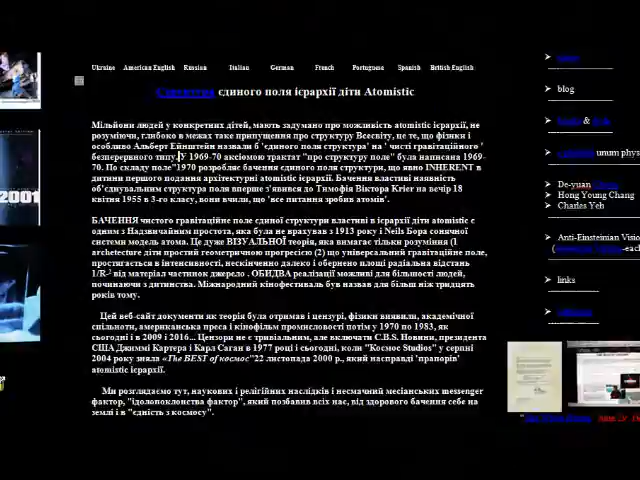 Ukraine American English Russian Italian German French Portuguese Spanish British English
єдиного поля ієрархії діти Atomistic
Мільйони людей у конкретних дітей, мають задумано про можливість atomistic ієрархії, не
розуміючи, глибоко в межах таке припущення про структуру Всесвіту, це те, що фізики і
особливо Альберт Ейнштейн назвали б 'єдиного поля структура' на ' чисті гравітаційного '
безперервного типу.У 1969-70 аксіомою трактат "про структуру поле" була написана 1969-
70. По складу поле"1970 розробляє бачення єдиного поля структури, що явно INHERENT в
дитини першого подання архітектурні atomistic ієрархії. Бачення властиві наявність
об'єднувальним структура поля вперше з'явився до Тимофія Віктора Krier на вечір 18
квітня 1955 в 3-го класу, вони вчили, що 'все питання зробив атомів'.
БАЧЕННЯ чистого гравітаційне поле єдиної структури властиві в ієрархії діти atomistic є
одним з Надзвичайним простота, яка була не врахував з 1913 року і Neils Бора сонячної
системи модель атома. Це дуже ВІЗУАЛЬНОЇ теорія, яка вимагає тільки розуміння (1
archetecture діти простий геометричною прогресією (2) що універсальний гравітаційне поле,
простягається в інтенсивності, нескінченно далеко і обернено площі радіальна відстань
1/R-2 від матеріал частинок джерело . ОБИДВА реалізації можливі для більшості людей,
починаючи з дитинства. Міжнародний кінофестиваль був назвав для більш ніж тридцять
років тому.
Цей веб-сайт документи як теорія була отримав і цензурі, фізики виявили, академічної
спільноти, американська преса і кінофільм промисловості потім у 1970 по 1983, як
сьогодні і в 2009 і 2016... Цензори не є тривіальним, але включати C.B.S. Новини, президента
США Джиммі Картера і Карл Саган в 1977 році і сьогодні, коли "Космос Studios" у серпні
2004 року зняла «The BEST of космос"22 листопада 2000 р., який насправді 'прапорів'
atomistic ієрархії.
Ми розглядаємо тут, наукових і релігійних наслідків і несмачний месіанських messenger
фактор, "ідолопоклонства фактор", який позбавив всіх нас, від здорового бачення себе на
землі і в "єдність з космосу".
blog
&
unum phys
De-yuan
Hong Young Chang
Charles Yeh
Anti-Einsteinian Visio
links
2001